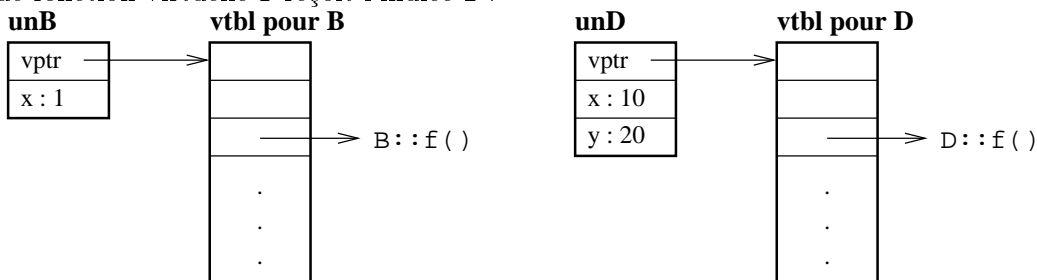 unB vtbl pour B unD vtbl pour D
vptr vptr
x : 1 x : 10
B::f() y : 20 D::f()
.
.
.
.
.
.